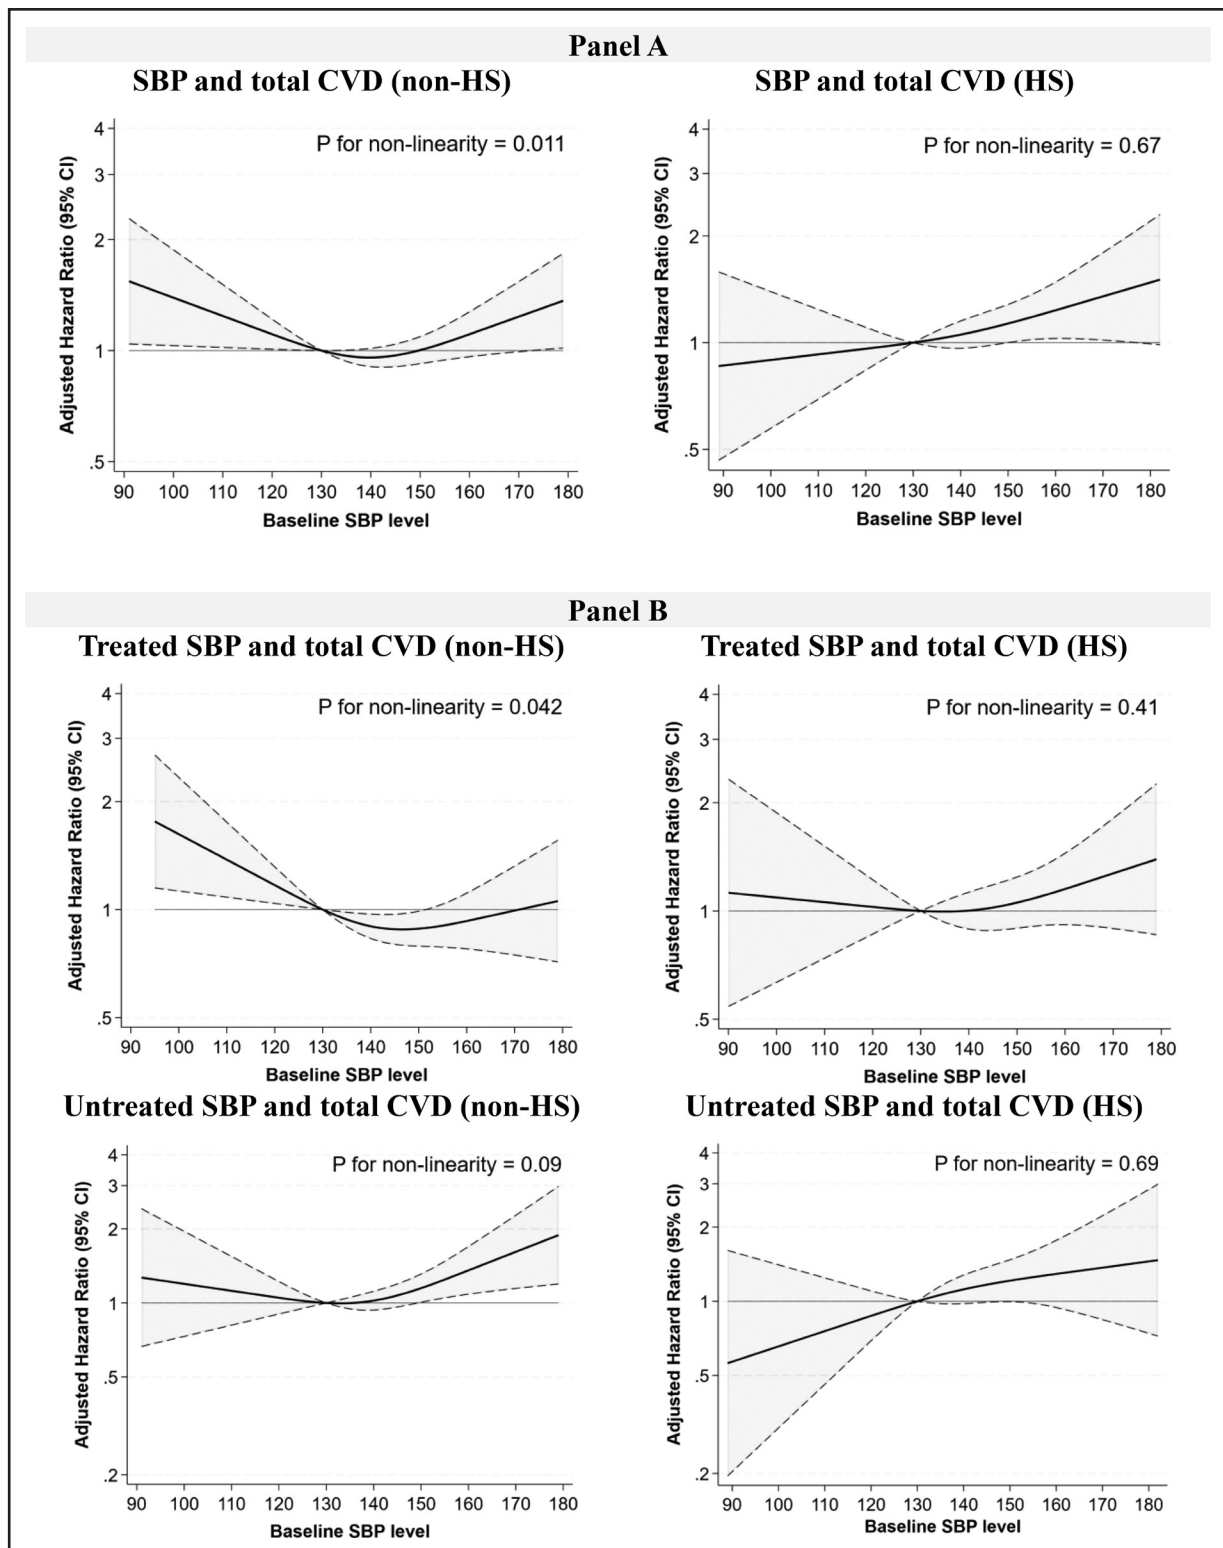 Panel A
SBP and total CVD (non-HS)
P for non-linearity = 0.011
Adjusted Hazard Ratio (95% CI)
4
3
2
1
.5
90 100 110 120 130 140 150 160 170 180
Baseline SBP level
SBP and total CVD (HS)
P for non-linearity = 0.67
Adjusted Hazard Ratio (95% CI)
4
3
2
1
.5
90 100 110 120 130 140 150 160 170 180
Baseline SBP level
Panel B
Treated SBP and total CVD (non-HS)
P for non-linearity = 0.042
Adjusted Hazard Ratio (95% CI)
4
3
2
1
.5
90 100 110 120 130 140 150 160 170 180
Baseline SBP level
Treated SBP and total CVD (HS)
P for non-linearity = 0.41
Adjusted Hazard Ratio (95% CI)
4
3
2
1
.5
90 100 110 120 130 140 150 160 170 180
Baseline SBP level
Untreated SBP and total CVD (non-HS)
P for non-linearity = 0.09
Adjusted Hazard Ratio (95% CI)
4
3
2
1
.5
.2
90 100 110 120 130 140 150 160 170 180
Baseline SBP level
Untreated SBP and total CVD (HS)
P for non-linearity = 0.69
Adjusted Hazard Ratio (95% CI)
4
3
2
1
.5
.2
90 100 110 120 130 140 150 160 170 180
Baseline SBP level